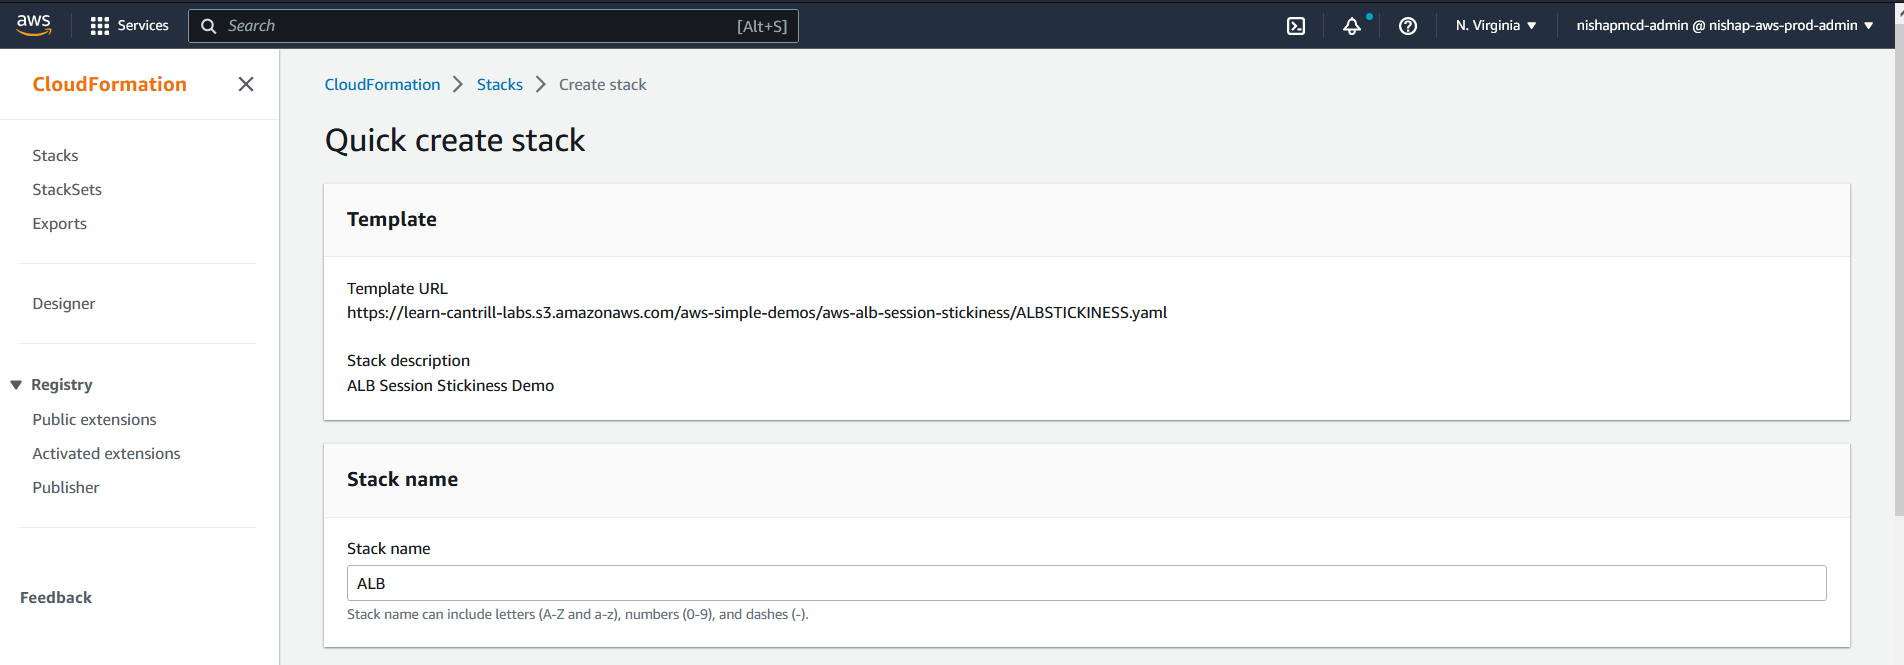 aws
Services
Search
[Alt+S]
N. Virginia
nishapmcd-admin @ nishap-aws-prod-admin
CloudFormation
Stacks
StackSets
Exports
Designer
Registry
Public extensions
Activated extensions
Publisher
Feedback
CloudFormation
Stacks
Create stack
Quick create stack
Template
Template URL
https://learn-cantrill-labs.s3.amazonaws.com/aws-simple-demos/aws-alb-session-stickiness/ALBSTICKINESS.yaml
Stack description
ALB Session Stickiness Demo
Stack name
Stack name
ALB
Stack name can include letters (A-Z and a-z), numbers (0-9), and dashes (-).